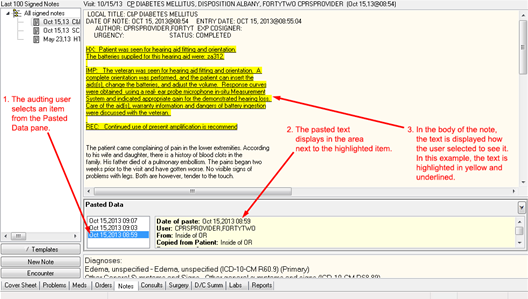 Last 100 Signed Notes
Visit: 10/15/13 CP DIABETES MELLITUS, DISPOSITION ALBANY, FORTYTWO CPRSPROVIDER (Oct 15,13@08:54)
All signed notes
Oct 15,13 C&
Oct 15,13 SC
May 23,13 HT
LOCAL TITLE: C&P DIABETES MELLITUS
DATE OF NOTE: OCT 15, 2013@08:54 ENTRY DATE: OCT 15, 2013@08:55:04
AUTHOR: CPRSPROVIDER,FORTYT EXP COSIGNER:
URGENCY: STATUS: COMPLETED
HX: Patient was seen for hearing aid fitting and orientation.
The batteries supplied for this hearing aid were: za312.
IMP: The veteran was seen for hearing aid fitting and orientation. A
complete orientation was performed, and the patient can insert the
aid(s), change the batteries, and adjust the volume. Response curves
were obtained using a real-ear probe microphone in-situ Measurement
System and indicated appropriate gain for the demonstrated hearing loss.
Care of the aid(s), warranty information and dangers of battery ingestion
were discussed with the veteran.
REC: Continued use of present amplification is recommend
The patient came complaining of pain in the lower extremities. According
to his wife and daughter, there is a history of blood clots in the
family. His father died of a pulmonary embolism. The pains began two
weeks prior to the visit and have gotten worse. No visible signs of
problems with legs. Both are however, tender to the touch.
1. The auditing user
selects an item
from the Pasted
Data pane.
2. The pasted text
displays in the area
next to the highlighted item.
3. In the body of the note,
the text is displayed how
the user selected to see it.
In this example, the text is
highlighted in yellow and
underlined.
Pasted Data
Oct 15,2013 09:07
Oct 15,2013 09:03
Oct 15,2013 08:59
Date of paste: Oct 15,2013 08:59
User: CPRSPROVIDER,FORTYTWO
From: Inside of OR
Copied from Patient: Inside of OR
/ Templates
New Note
Encounter
Diagnoses:
Edema, unspecified - Edema, unspecified (ICD-10-CM R60.9) (Primary)
Cover Sheet Problems Meds Orders Notes Consults Surgery D/C Summ Labs Reports